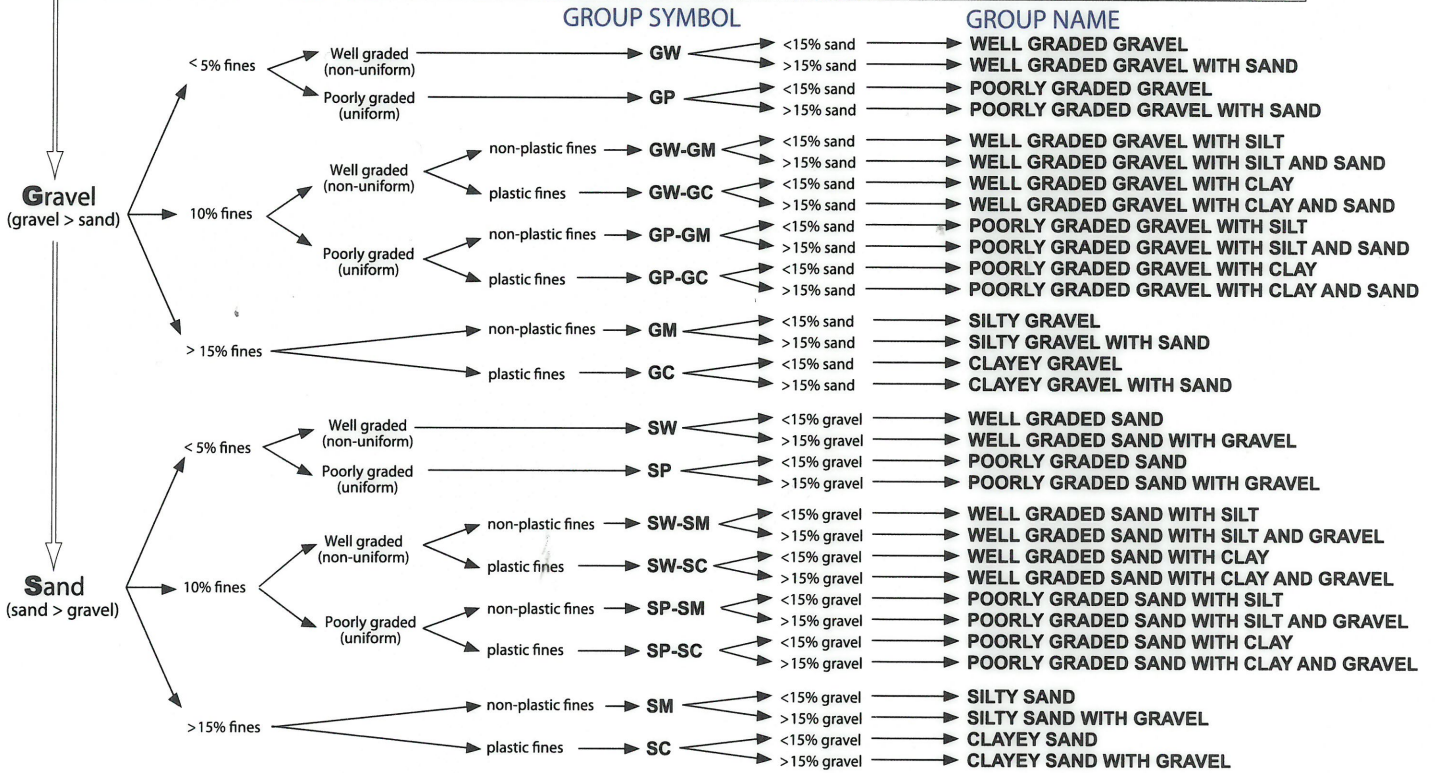 GROUP SYMBOL GROUP NAME
< 5% fines Well graded (non-uniform) GW <15% sand WELL GRADED GRAVEL
>15% sand WELL GRADED GRAVEL WITH SAND
Poorly graded (uniform) GP <15% sand POORLY GRADED GRAVEL
>15% sand POORLY GRADED GRAVEL WITH SAND
Gravel
(gravel > sand)
10% fines Well graded (non-uniform) non-plastic fines GW-GM <15% sand WELL GRADED GRAVEL WITH SILT
>15% sand WELL GRADED GRAVEL WITH SILT AND SAND
plastic fines GW-GC <15% sand WELL GRADED GRAVEL WITH CLAY
>15% sand WELL GRADED GRAVEL WITH CLAY AND SAND
Poorly graded (uniform) non-plastic fines GP-GM <15% sand POORLY GRADED GRAVEL WITH SILT
>15% sand POORLY GRADED GRAVEL WITH SILT AND SAND
plastic fines GP-GC <15% sand POORLY GRADED GRAVEL WITH CLAY
>15% sand POORLY GRADED GRAVEL WITH CLAY AND SAND
> 15% fines non-plastic fines GM <15% sand SILTY GRAVEL
>15% sand SILTY GRAVEL WITH SAND
plastic fines GC <15% sand CLAYEY GRAVEL
>15% sand CLAYEY GRAVEL WITH SAND
< 5% fines Well graded (non-uniform) SW <15% gravel WELL GRADED SAND
>15% gravel WELL GRADED SAND WITH GRAVEL
Poorly graded (uniform) SP <15% gravel POORLY GRADED SAND
>15% gravel POORLY GRADED SAND WITH GRAVEL
Sand
(sand > gravel)
10% fines Well graded (non-uniform) non-plastic fines SW-SM <15% gravel WELL GRADED SAND WITH SILT
>15% gravel WELL GRADED SAND WITH SILT AND GRAVEL
plastic fines SW-SC <15% gravel WELL GRADED SAND WITH CLAY
>15% gravel WELL GRADED SAND WITH CLAY AND GRAVEL
Poorly graded (uniform) non-plastic fines SP-SM <15% gravel POORLY GRADED SAND WITH SILT
>15% gravel POORLY GRADED SAND WITH SILT AND GRAVEL
plastic fines SP-SC <15% gravel POORLY GRADED SAND WITH CLAY
>15% gravel POORLY GRADED SAND WITH CLAY AND GRAVEL
>15% fines non-plastic fines SM <15% gravel SILTY SAND
>15% gravel SILTY SAND WITH GRAVEL
plastic fines SC <15% gravel CLAYEY SAND
>15% gravel CLAYEY SAND WITH GRAVEL